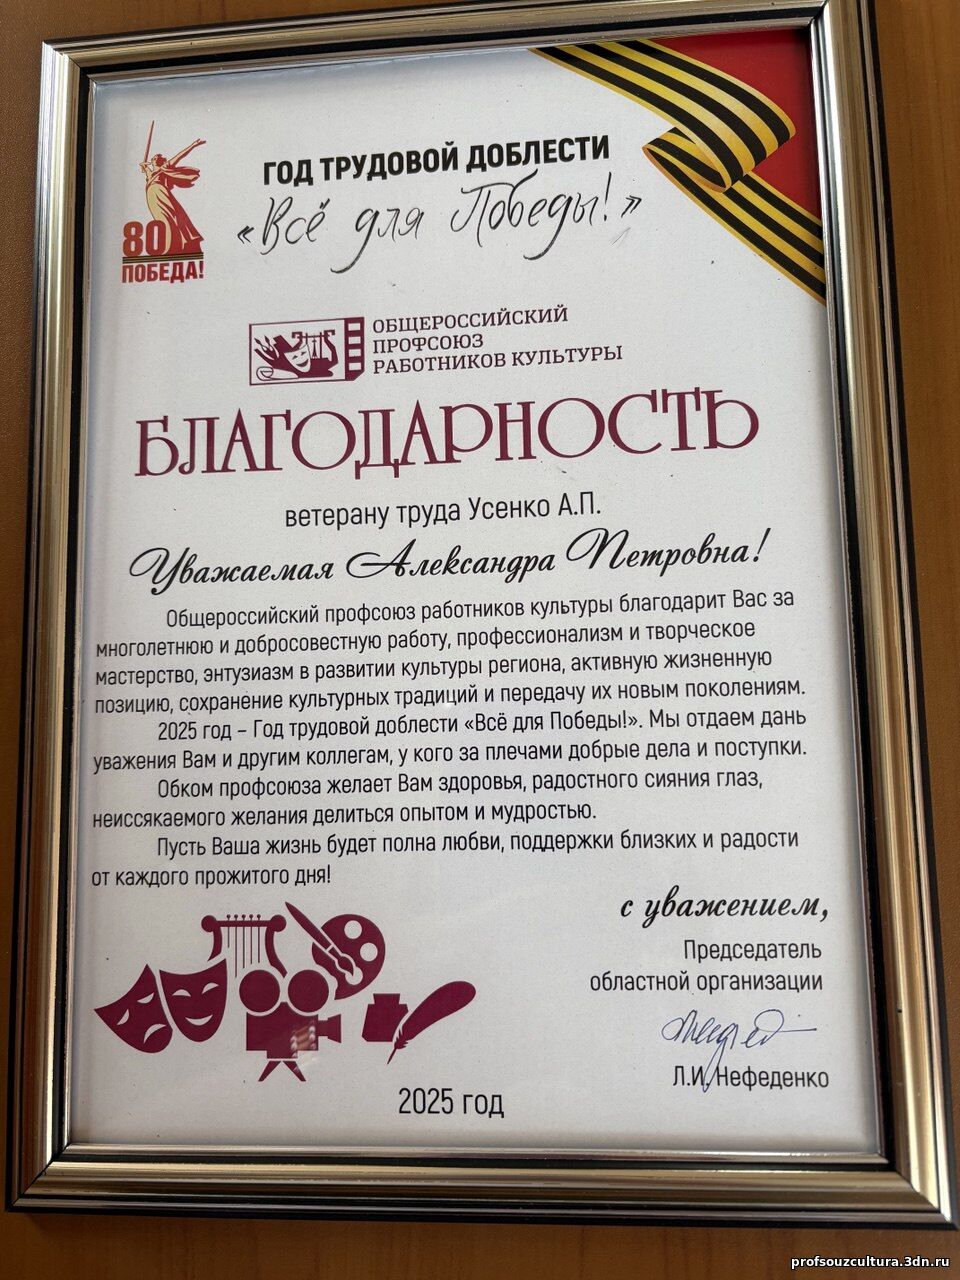 ГОД ТРУДОВОЙ ДОБЛЕСТИ
«Всё для Победы!»
80
ПОБЕДА!
ОБЩЕРОССИЙСКИЙ
ПРОФСОЮЗ
РАБОТНИКОВ КУЛЬТУРЫ
БЛАГОДАРНОСТЬ
ветерану труда Усенко А.П.
Уважаемая Александра Петровна!
Общероссийский профсоюз работников культуры благодарит Вас за
многолетнюю и добросовестную работу, профессионализм и творческое
мастерство, энтузиазм в развитии культуры региона, активную жизненную
позицию, сохранение культурных традиций и передачу их новым поколениям.
2025 год – Год трудовой доблести «Всё для Победы!». Мы отдаем дань
уважения Вам и другим коллегам, у кого за плечами добрые дела и поступки.
Обком профсоюза желает Вам здоровья, радостного сияния глаз,
неиссякаемого желания делиться опытом и мудростью.
Пусть Ваша жизнь будет полна любви, поддержки близких и радости
от каждого прожитого дня!
с уважением,
Председатель
областной организации
Л.И. Нефеденко
2025 год
profsouzcultura.3dn.ru